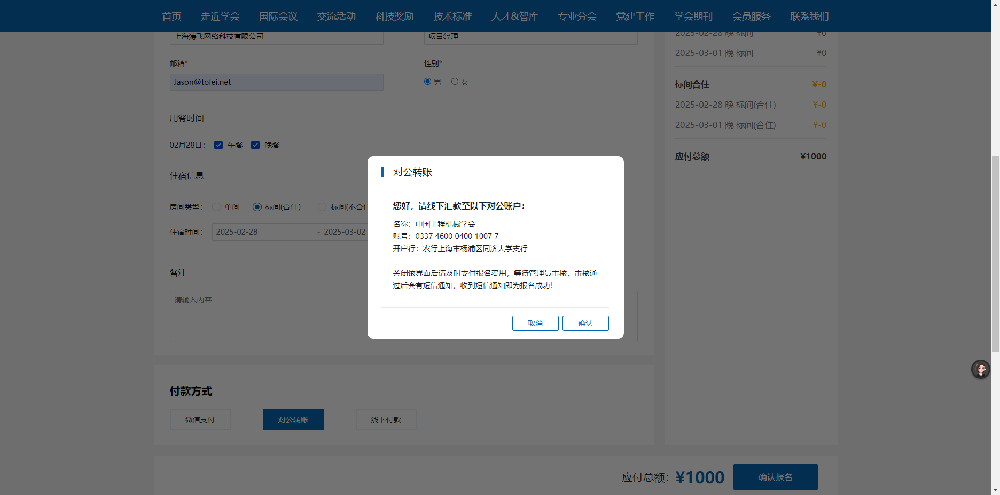 首页 走近学会 国际会议 交流活动 科技奖励 技术标准 人才&智库 专业分会 党建工作 学会期刊 会员服务 联系我们
上海涛飞网络科技有限公司 项目经理
邮箱* 性别*
Jason@tofei.net 男 女
用餐时间
02月28日： 午餐 晚餐
住宿信息
房间类型： 单间 标间(合住) 标间(不合住
住宿时间： 2025-02-28 - 2025-03-02
备注
请输入内容
付款方式
微信支付 对公转账 线下付款
2025-02-28 晚 标间 ¥0
2025-03-01 晚 标间 ¥0
标间合住 ¥-0
2025-02-28 晚 标间(合住) ¥-0
2025-03-01 晚 标间(合住) ¥-0
应付总额 ¥1000
对公转账
您好，请线下汇款至以下对公账户：
名称：中国工程机械学会
账号：0337 4600 0400 1007 7
开户行：农行上海市杨浦区同济大学支行
关闭该界面后请及时支付报名费用，等待管理员审核，审核通
过后会有短信通知，收到短信通知即为报名成功！
取消 确认
应付总额：¥1000 确认报名